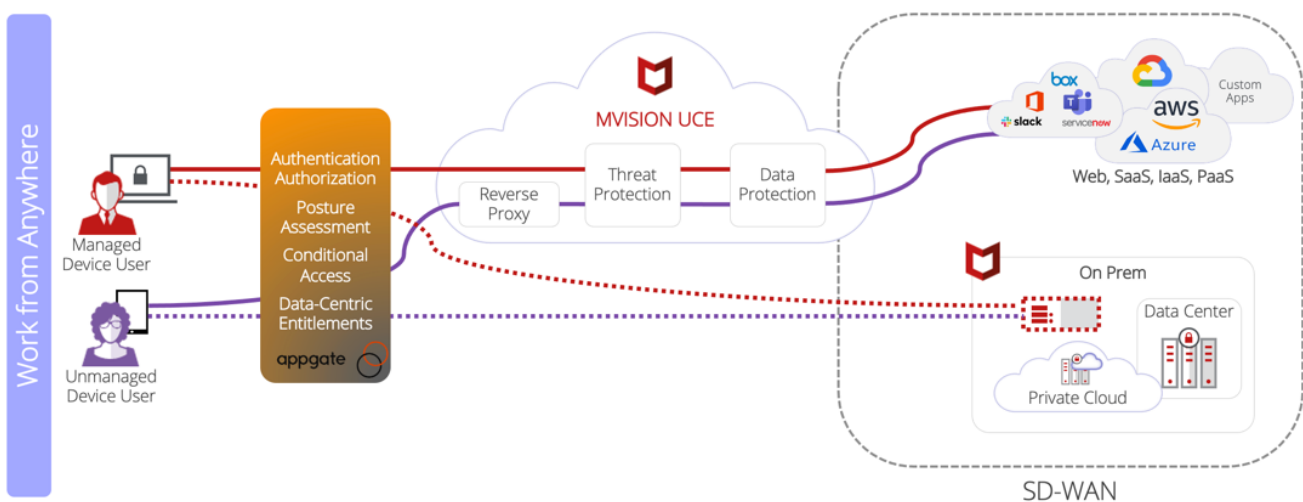 Work from Anywhere
Managed
Device User
Unmanaged
Device User
Authentication
Authorization
Posture
Assessment
Conditional
Access
Data-Centric
Entitlements
appgate
MVISION UCE
Reverse
Proxy
Threat
Protection
Data
Protection
box
slack
servicenow
T
aws
Azure
Custom
Apps
Web, SaaS, IaaS, PaaS
On Prem
Data Center
Private Cloud
SD-WAN